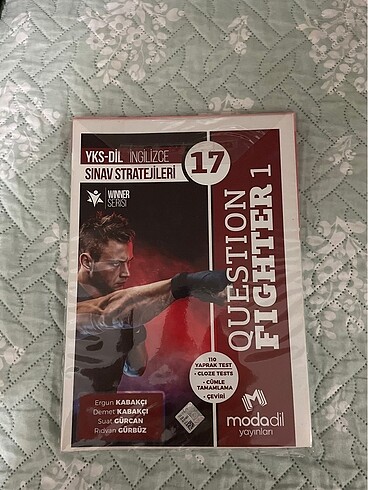 YKS-DİL İNGİLİZCE
SINAV STRATEJİLERİ
17
WINNER
SERİSİ
QUESTION
FIGHTER 1
110
YAPRAK TEST
• CLOZE TESTS
• CÜMLE
TAMAMLAMA
• ÇEVİRİ
Ergun KABAKÇI
Demet KABAKÇI
Suat GÜRCAN
Rıdvan GÜRBÜZ
modadil
yayınları